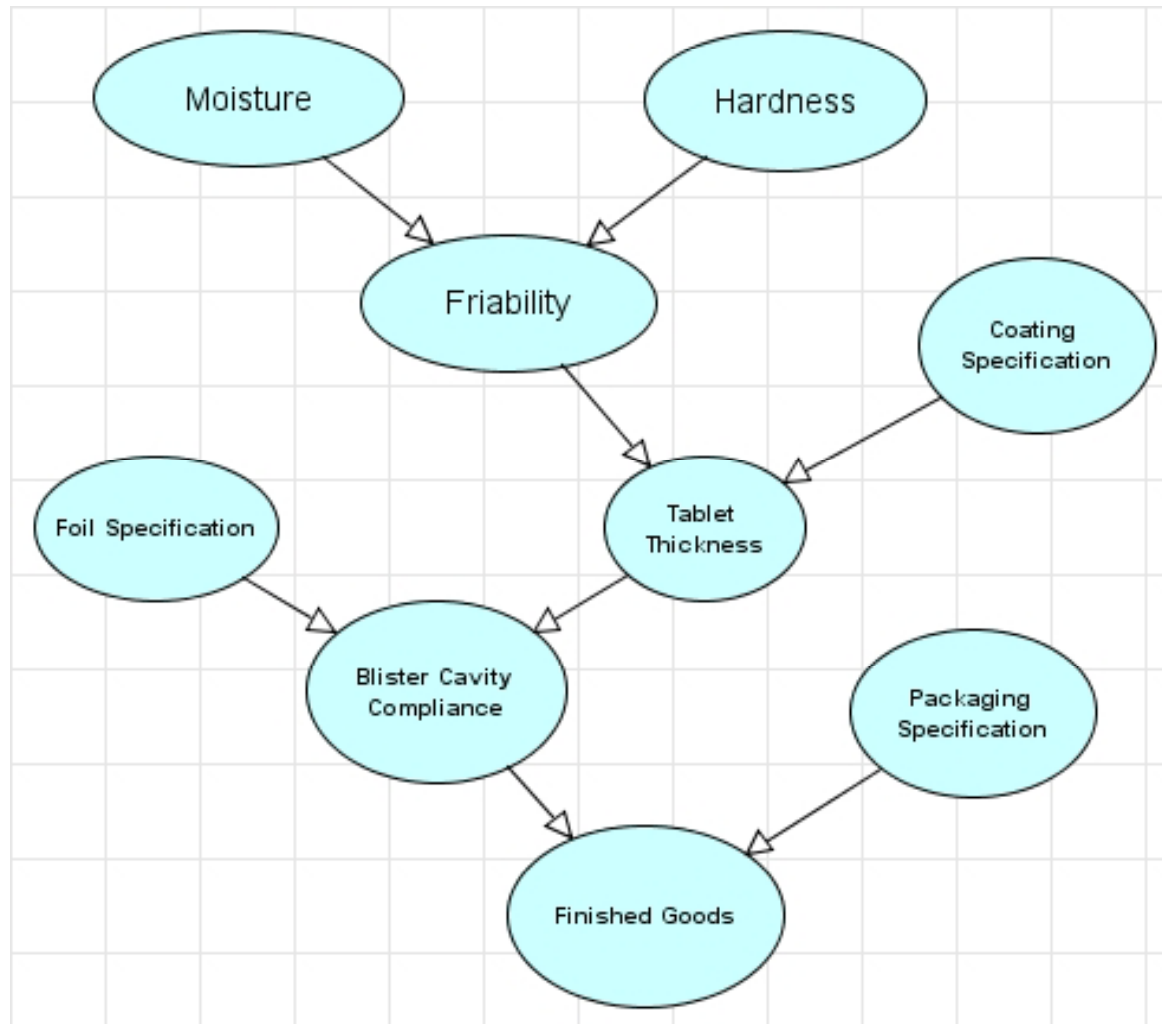 Moisture
Hardness
Friability
Coating
Specification
Foil Specification
Tablet
Thickness
Blister Cavity
Compliance
Packaging
Specification
Finished Goods